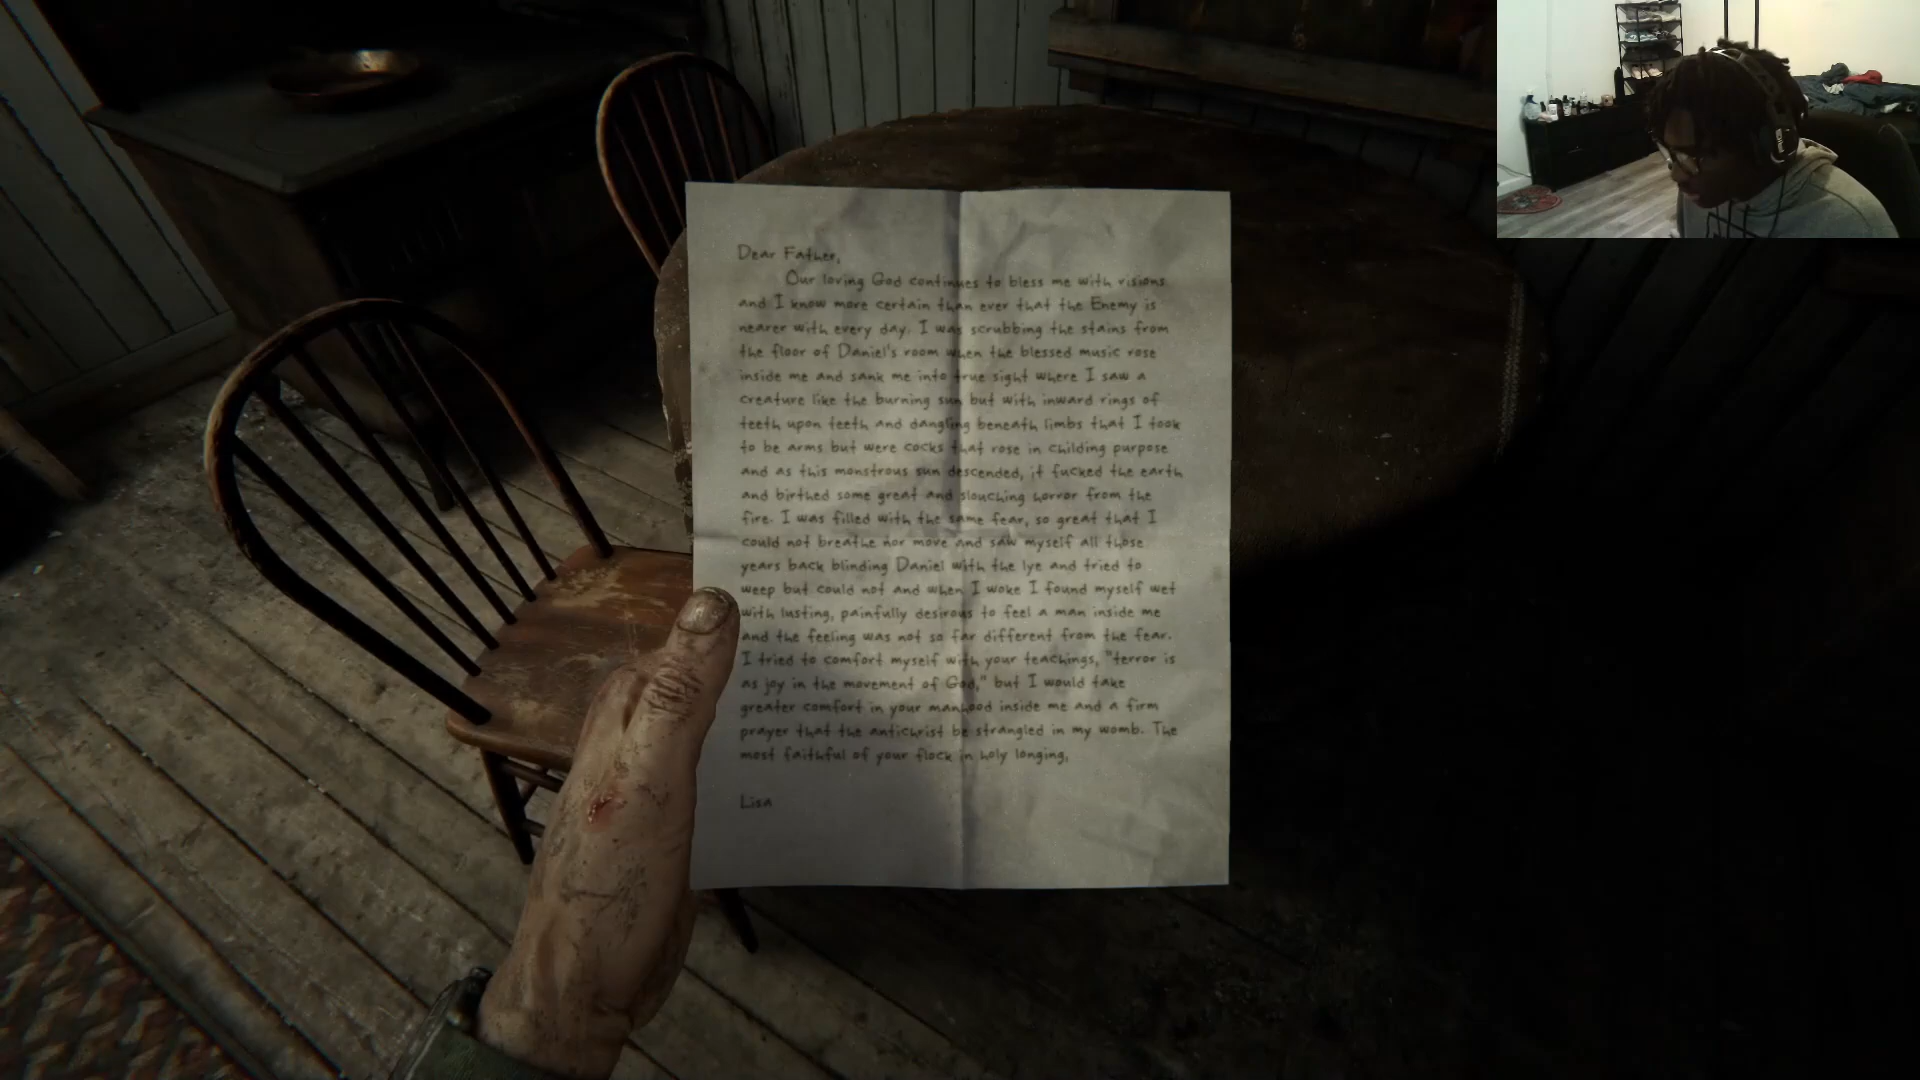 Dear Father,
Our loving God continues to bless me with visions
and I know more certain than ever that the Enemy is
nearer with every day. I was scrubbing the stains from
the floor of Daniel's room when the blessed music rose
inside me and sank me into true sight where I saw a
creature like the burning sun but with inward rings of
teeth upon teeth and dangling beneath limbs that I took
to be arms but were cocks that rose in childing purpose
and as this monstrous sun descended, it fucked the earth
and birthed some great and slouching horror from the
fire. I was filled with the same fear, so great that I
could not breathe nor move and saw myself all those
years back blinding Daniel with the lye and tried to
weep but could not and when I woke I found myself wet
with lusting, painfully desirous to feel a man inside me
and the feeling was not so far different from the fear.
I tried to comfort myself with your teachings, "terror is
as joy in the movement of God," but I would take
greater comfort in your manhood inside me and a firm
prayer that the antichrist be strangled in my womb. The
most faithful of your flock in holy longing,
Lisa